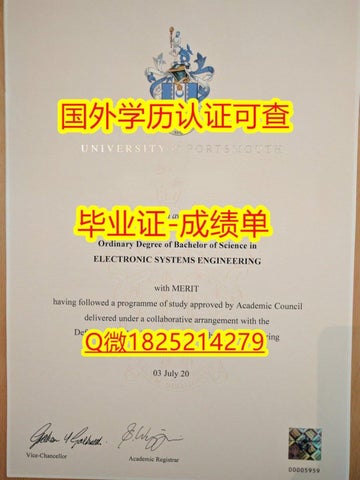 国外学历认证可查
UNIVERSITY OF PORTSMOUTH
毕业证-成绩单
Ordinary Degree of Bachelor of Science in
ELECTRONIC SYSTEMS ENGINEERING
with MERIT
having followed a programme of study approved by Academic Council
delivered under a collaborative arrangement with the
Q微1825214279
03 July 20
Vice-Chancellor
Academic Registrar
00005959